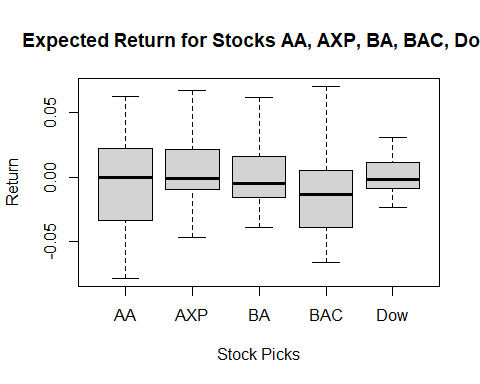 Expected Return for Stocks AA, AXP, BA, BAC, Do
0.05
0.00
-0.05
Return
AA AXP BA BAC Dow
Stock Picks